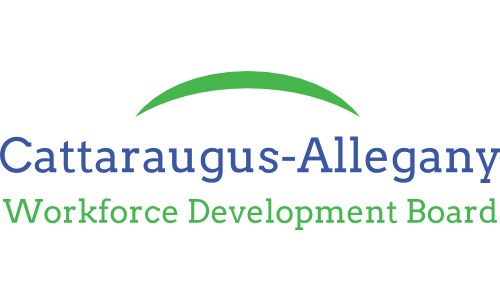 Cattaraugus-Allegany
Workforce Development Board